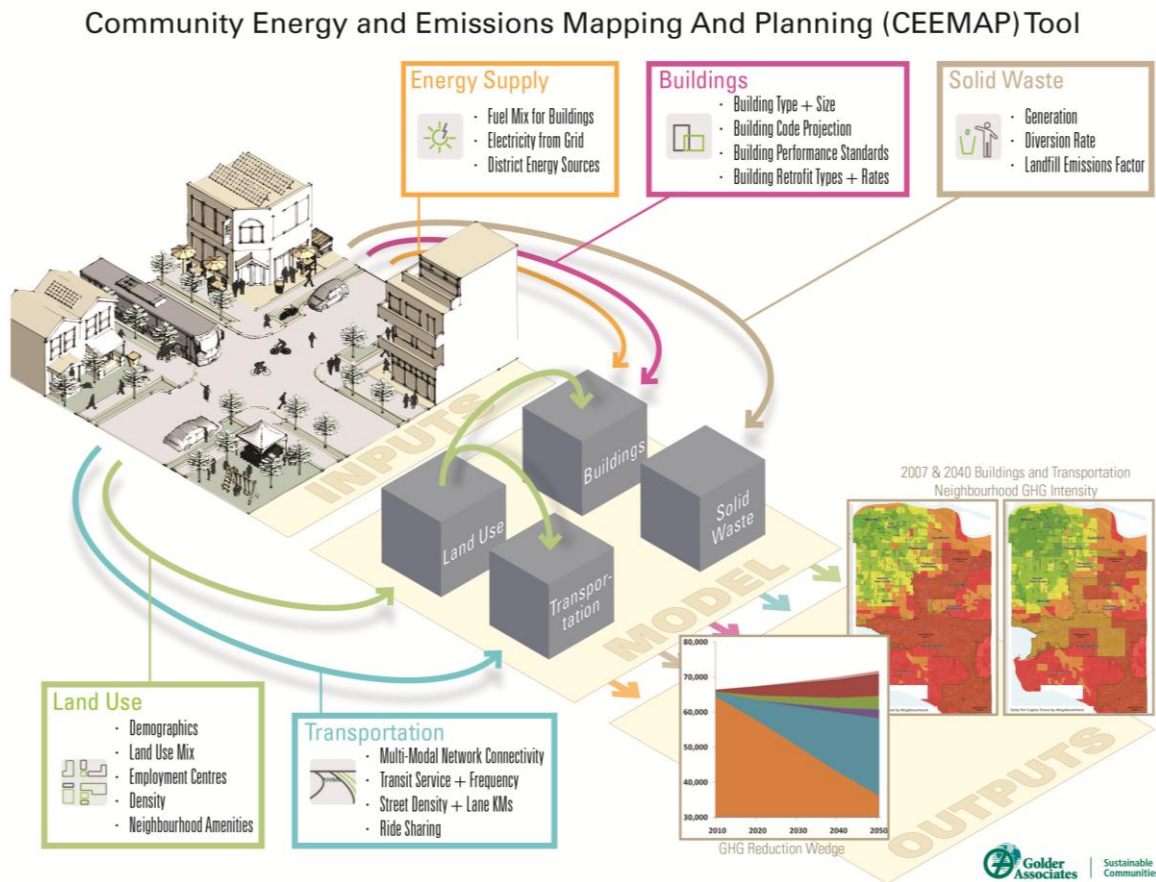 Community Energy and Emissions Mapping And Planning (CEEMAP) Tool
Energy Supply
· Fuel Mix for Buildings
· Electricity from Grid
· District Energy Sources
Buildings
· Building Type + Size
· Building Code Projection
· Building Performance Standards
· Building Retrofit Types + Rates
Solid Waste
· Generation
· Diversion Rate
· Landfill Emissions Factor
INPUTS
Buildings
Land Use
Solid
Waste
Transpor-
tation
MODEL
2007 & 2040 Buildings and Transportation
Neighbourhood GHG Intensity
Land Use
· Demographics
· Land Use Mix
· Employment Centres
· Density
· Neighbourhood Amenities
Transportation
· Multi-Modal Network Connectivity
· Transit Service + Frequency
· Street Density + Lane KMs
· Ride Sharing
80,000
70,000
60,000
50,000
40,000
30,000
2010 2020 2030 2040 2050
GHG Reduction Wedge
OUTPUTS
Golder
Associates
Sustainable
Communities